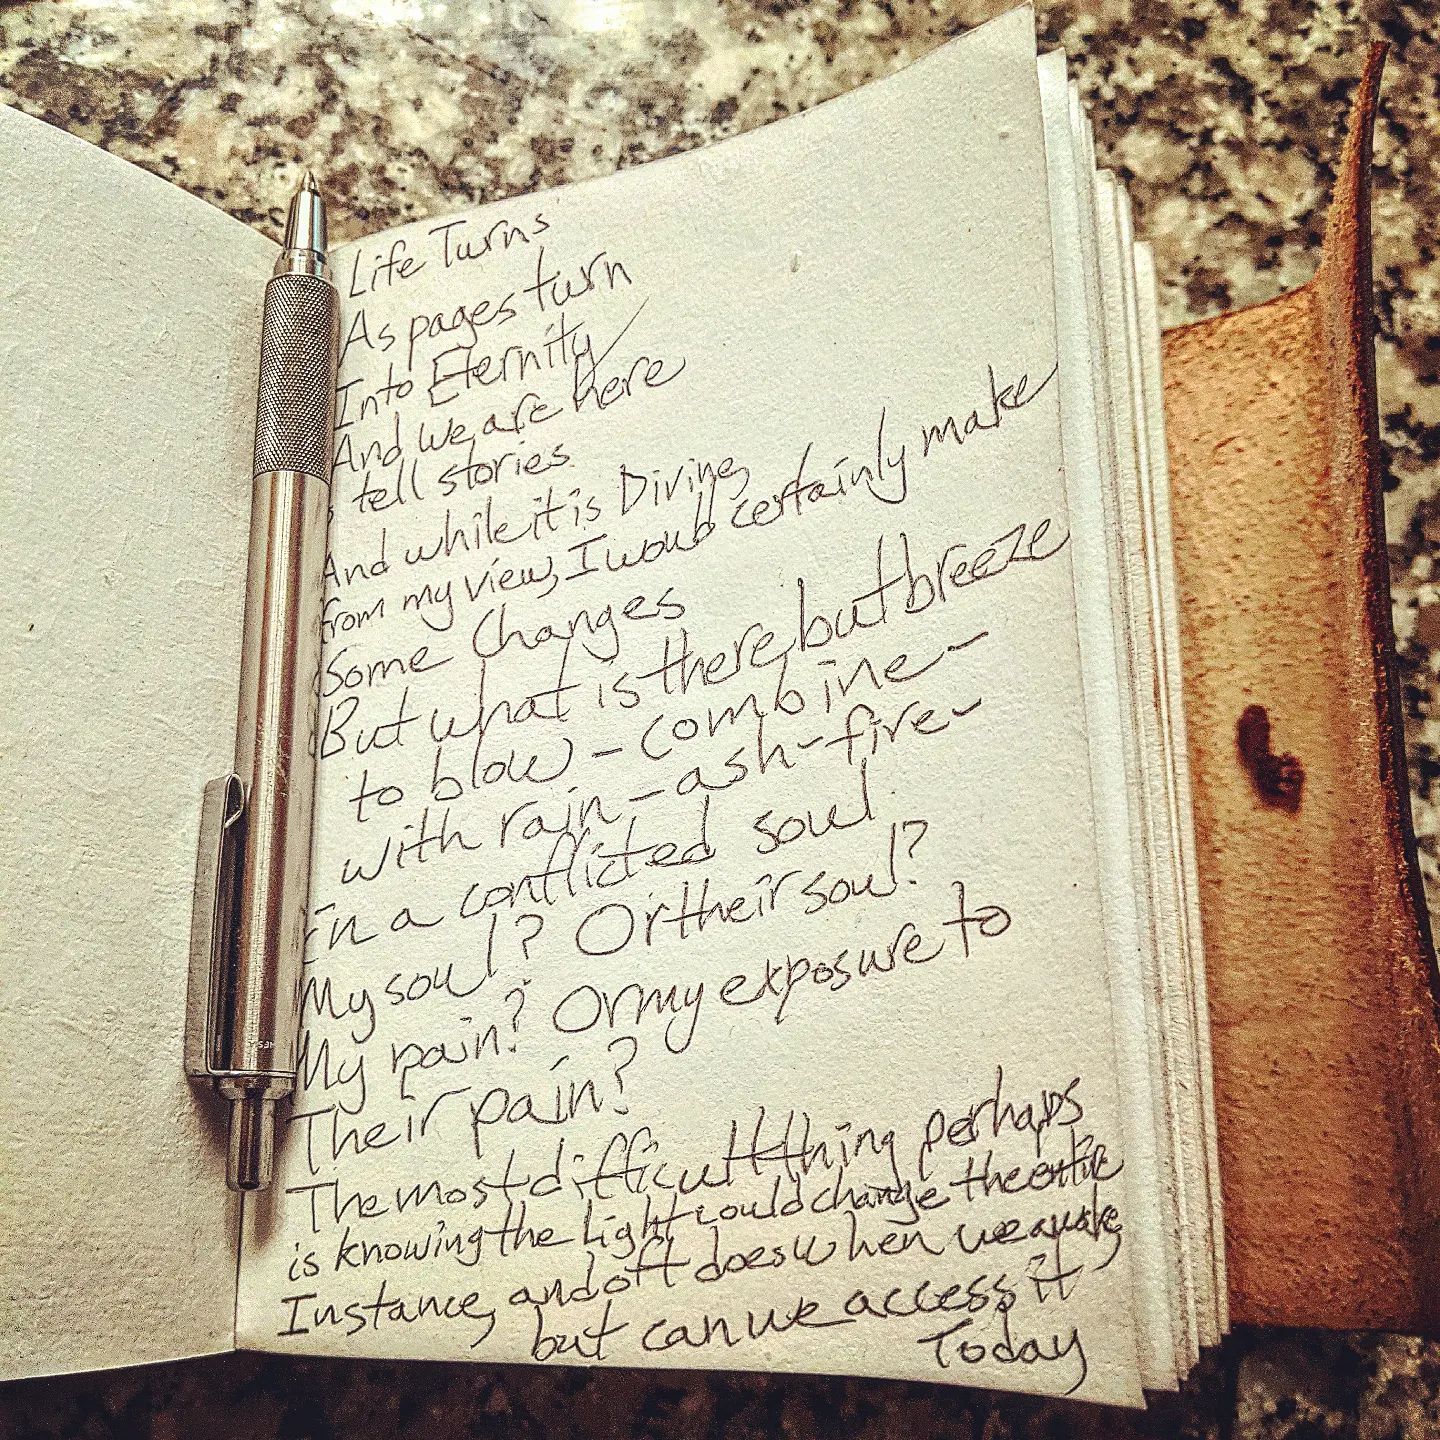 Life Turns
As pages turn
Into Eternity
And we are here
tell stories
And while it is Divine,
from my view, I would certainly make
Some Changes
But what is there but breeze
to blow - combine -
with rain - ash - fire -
In a conflicted soul
My soul? Or their soul?
My pain? Or my exposure to
Their pain?
The most difficult thing perhaps
is knowing the Light could change the entire
Instance, and oft does when we awake,
but can we access it
Today